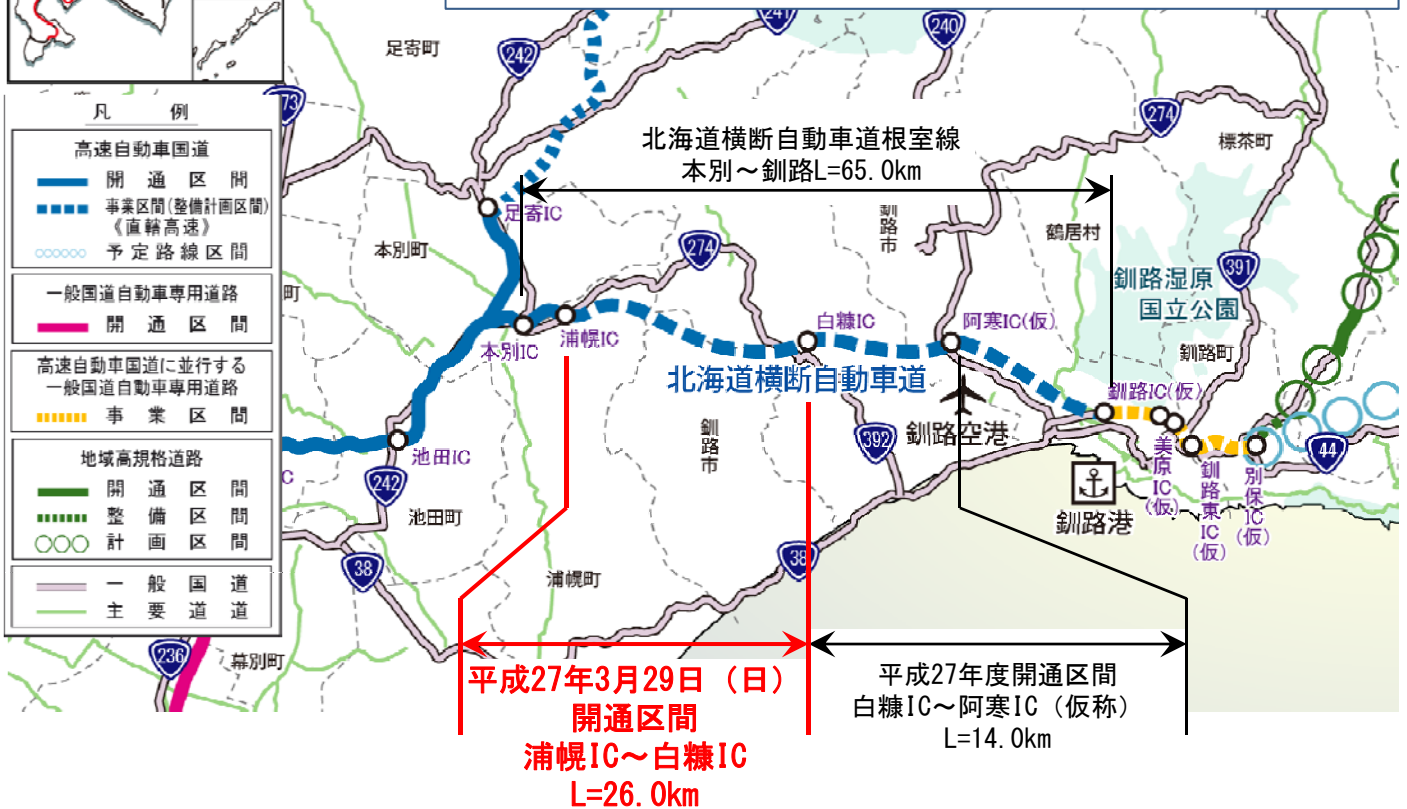 241
240
足寄町
242
273
凡　例
高速自動車国道
開通区間
事業区間(整備計画区間)
《直轄高速》
予定路線区間
一般国道自動車専用道路
開通区間
高速自動車国道に並行する
一般国道自動車専用道路
事業区間
地域高規格道路
開通区間
整備区間
計画区間
一般国道
主要道道
北海道横断自動車道根室線
本別～釧路L=65.0km
274
標茶町
足寄IC
釧路市
鶴居村
本別町
274
391
釧路湿原
国立公園
町
本別IC
浦幌IC
白糠IC
阿寒IC(仮)
釧路町
北海道横断自動車道
釧路IC(仮)
釧路空港
392
釧路市
池田IC
44
美原IC(仮)
釧路東IC(仮)
別保IC(仮)
C
242
池田町
釧路港
38
38
浦幌町
236
幕別町
平成27年3月29日（日）
開通区間
浦幌IC～白糠IC
L=26.0km
平成27年度開通区間
白糠IC～阿寒IC（仮称）
L=14.0km